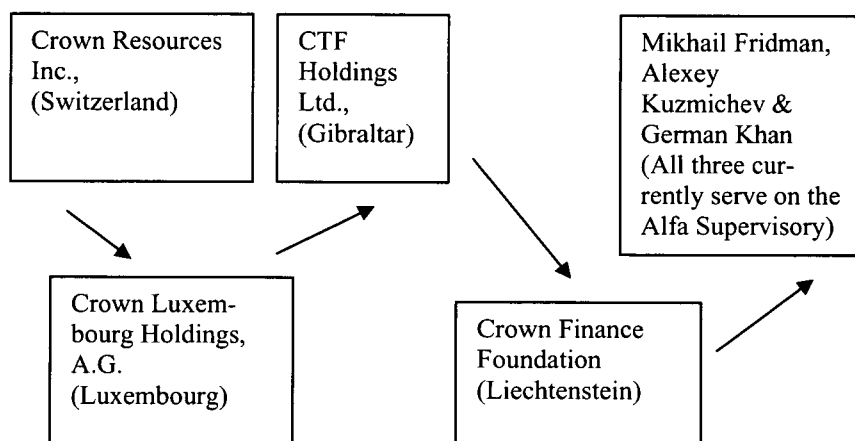 Crown Resources
Inc.,
(Switzerland)
CTF
Holdings
Ltd.,
(Gibraltar)
Mikhail Fridman,
Alexey
Kuzmichev &
German Khan
(All three cur-
rently serve on the
Alfa Supervisory)
Crown Luxem-
bourg Holdings,
A.G.
(Luxembourg)
Crown Finance
Foundation
(Liechtenstein)